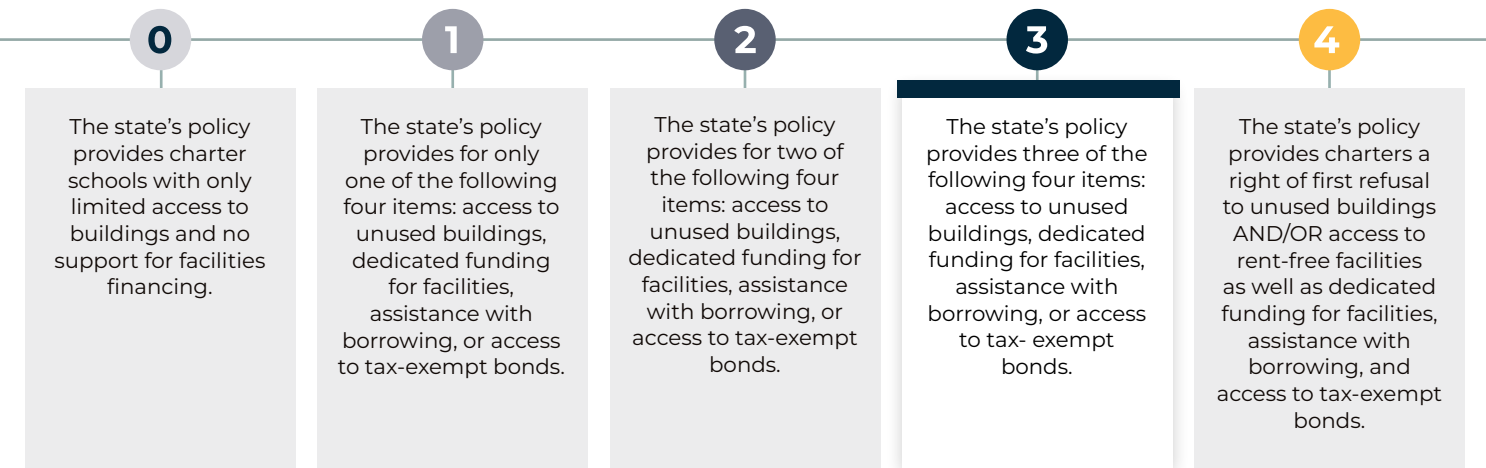 0
The state’s policy
provides charter
schools with only
limited access to
buildings and no
support for facilities
financing.
1
The state’s policy
provides for only
one of the following
four items: access to
unused buildings,
dedicated funding
for facilities,
assistance with
borrowing, or access
to tax-exempt bonds.
2
The state’s policy
provides for two of
the following four
items: access to
unused buildings,
dedicated funding for
facilities, assistance
with borrowing, or
access to tax-exempt
bonds.
3
The state’s policy
provides three of the
following four items:
access to unused
buildings, dedicated
funding for facilities,
assistance with
borrowing, or access
to tax- exempt
bonds.
4
The state’s policy
provides charters a
right of first refusal
to unused buildings
AND/OR access to
rent-free facilities
as well as dedicated
funding for facilities,
assistance with
borrowing, and
access to tax-exempt
bonds.